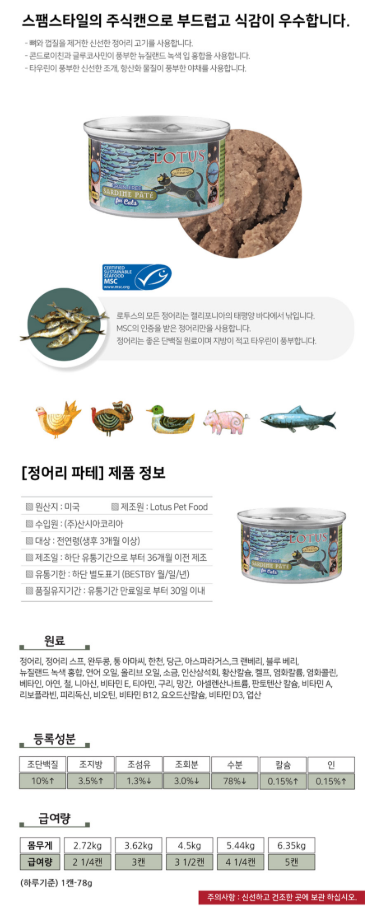 스팸스타일의 주식캔으로 부드럽고 식감이 우수합니다.
- 뼈와 껍질을 제거한 신선한 정어리 고기를 사용합니다.
- 콘드로이친과 글루코사민이 풍부한 뉴질랜드 녹색 입 홍합을 사용합니다.
- 타우린이 풍부한 신선한 조개, 항산화 물질이 풍부한 야채를 사용합니다.
LOTUS
SARDINE PATÉ
for Cats
CERTIFIED
SUSTAINABLE
SEAFOOD
MSC
www.msc.org
로투스의 모든 정어리는 캘리포니아의 태평양 바다에서 낚입니다.
MSC의 인증을 받은 정어리만을 사용합니다.
정어리는 좋은 단백질 원료이며 지방이 적고 타우린이 풍부합니다.
[정어리 파테] 제품 정보
원산지 : 미국 제조원 : Lotus Pet Food
수입원 : (주)산시아코리아
대상 : 전연령(생후 3개월 이상)
제조일 : 하단 유통기간으로 부터 36개월 이전 제조
유통기한 : 하단 별도표기 (BESTBY 월/일/년)
품질유지기간 : 유통기간 만료일로 부터 30일 이내
LOTUS
SARDINE PATÉ
for Cats
원료
정어리, 정어리 스프, 완두콩, 통 아마씨, 한천, 당근, 아스파라거스,크 랜베리, 블루 베리,
뉴질랜드 녹색 홍합, 연어 오일, 올리브 오일, 소금, 인산삼석회, 황산칼슘, 켈프, 염화칼륨, 염화콜린,
베타인, 아연, 철, 니아신, 비타민 E, 티아민, 구리, 망간, 아셀렌산나트륨, 판토텐산 칼슘, 비타민 A,
리보플라빈, 피리독신, 비오틴, 비타민 B12, 요오드산칼슘, 비타민 D3, 엽산
등록성분
조단백질 조지방 조섬유 조회분 수분 칼슘 인
10%↑ 3.5%↑ 1.3%↓ 3.0%↓ 78%↓ 0.15%↑ 0.15%↑
급여량
몸무게 2.72kg 3.62kg 4.5kg 5.44kg 6.35kg
급여량 2 1/4캔 3캔 3 1/2캔 4 1/4캔 5캔
(하루기준) 1캔-78g
주의사항 : 신선하고 건조한 곳에 보관 하십시오.